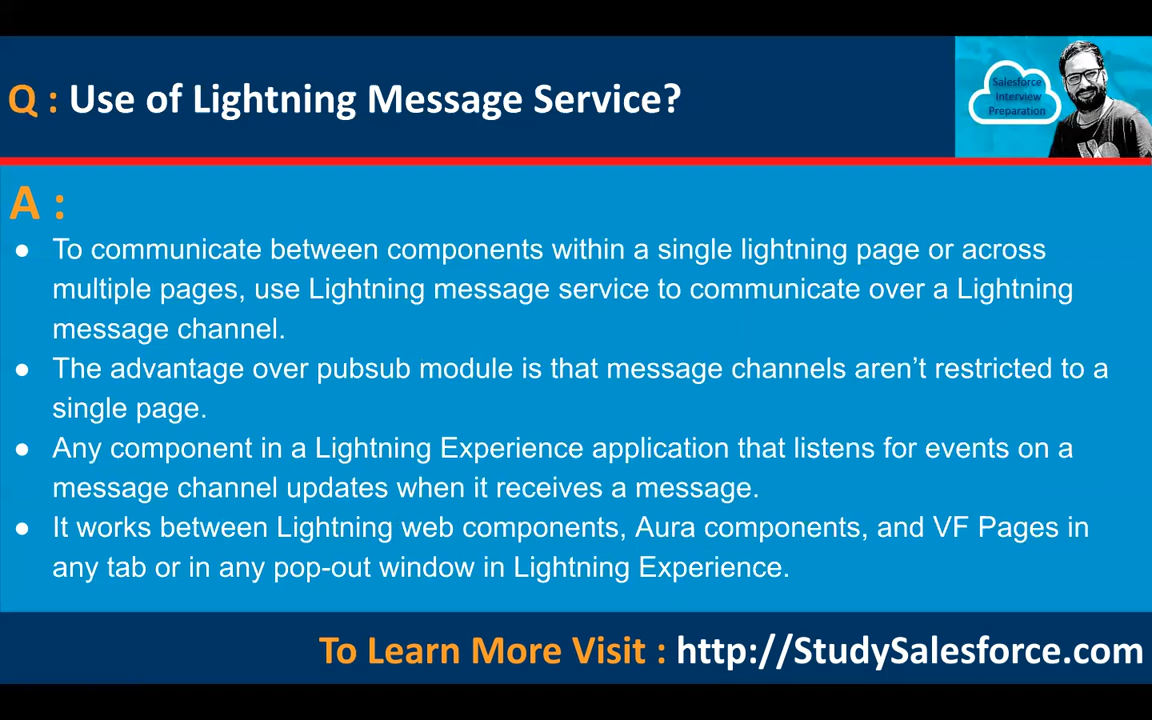 Q : Use of Lightning Message Service?
Salesforce
Interview
Preparation
A :
● To communicate between components within a single lightning page or across
multiple pages, use Lightning message service to communicate over a Lightning
message channel.
● The advantage over pubsub module is that message channels aren’t restricted to a
single page.
● Any component in a Lightning Experience application that listens for events on a
message channel updates when it receives a message.
● It works between Lightning web components, Aura components, and VF Pages in
any tab or in any pop-out window in Lightning Experience.
To Learn More Visit : http://StudySalesforce.com